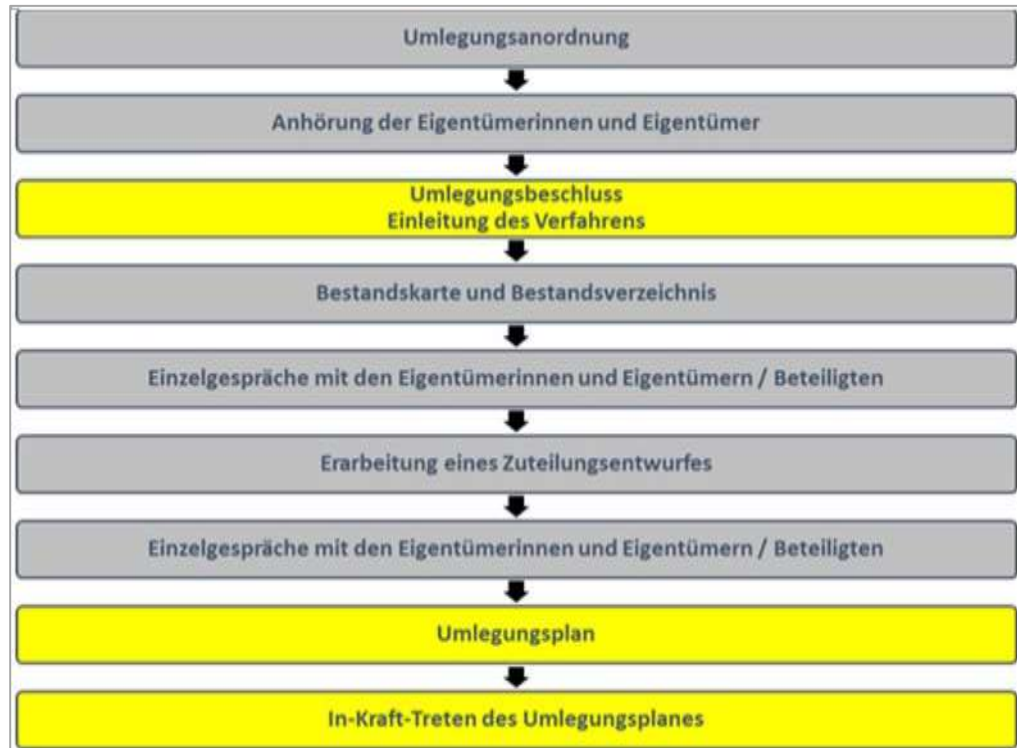 Umlegungsanordnung
Anhörung der Eigentümerinnen und Eigentümer
Umlegungsbeschluss
Einleitung des Verfahrens
Bestandskarte und Bestandsverzeichnis
Einzelgespräche mit den Eigentümerinnen und Eigentümern / Beteiligten
Erarbeitung eines Zuteilungsentwurfes
Einzelgespräche mit den Eigentümerinnen und Eigentümern / Beteiligten
Umlegungsplan
In-Kraft-Treten des Umlegungsplanes